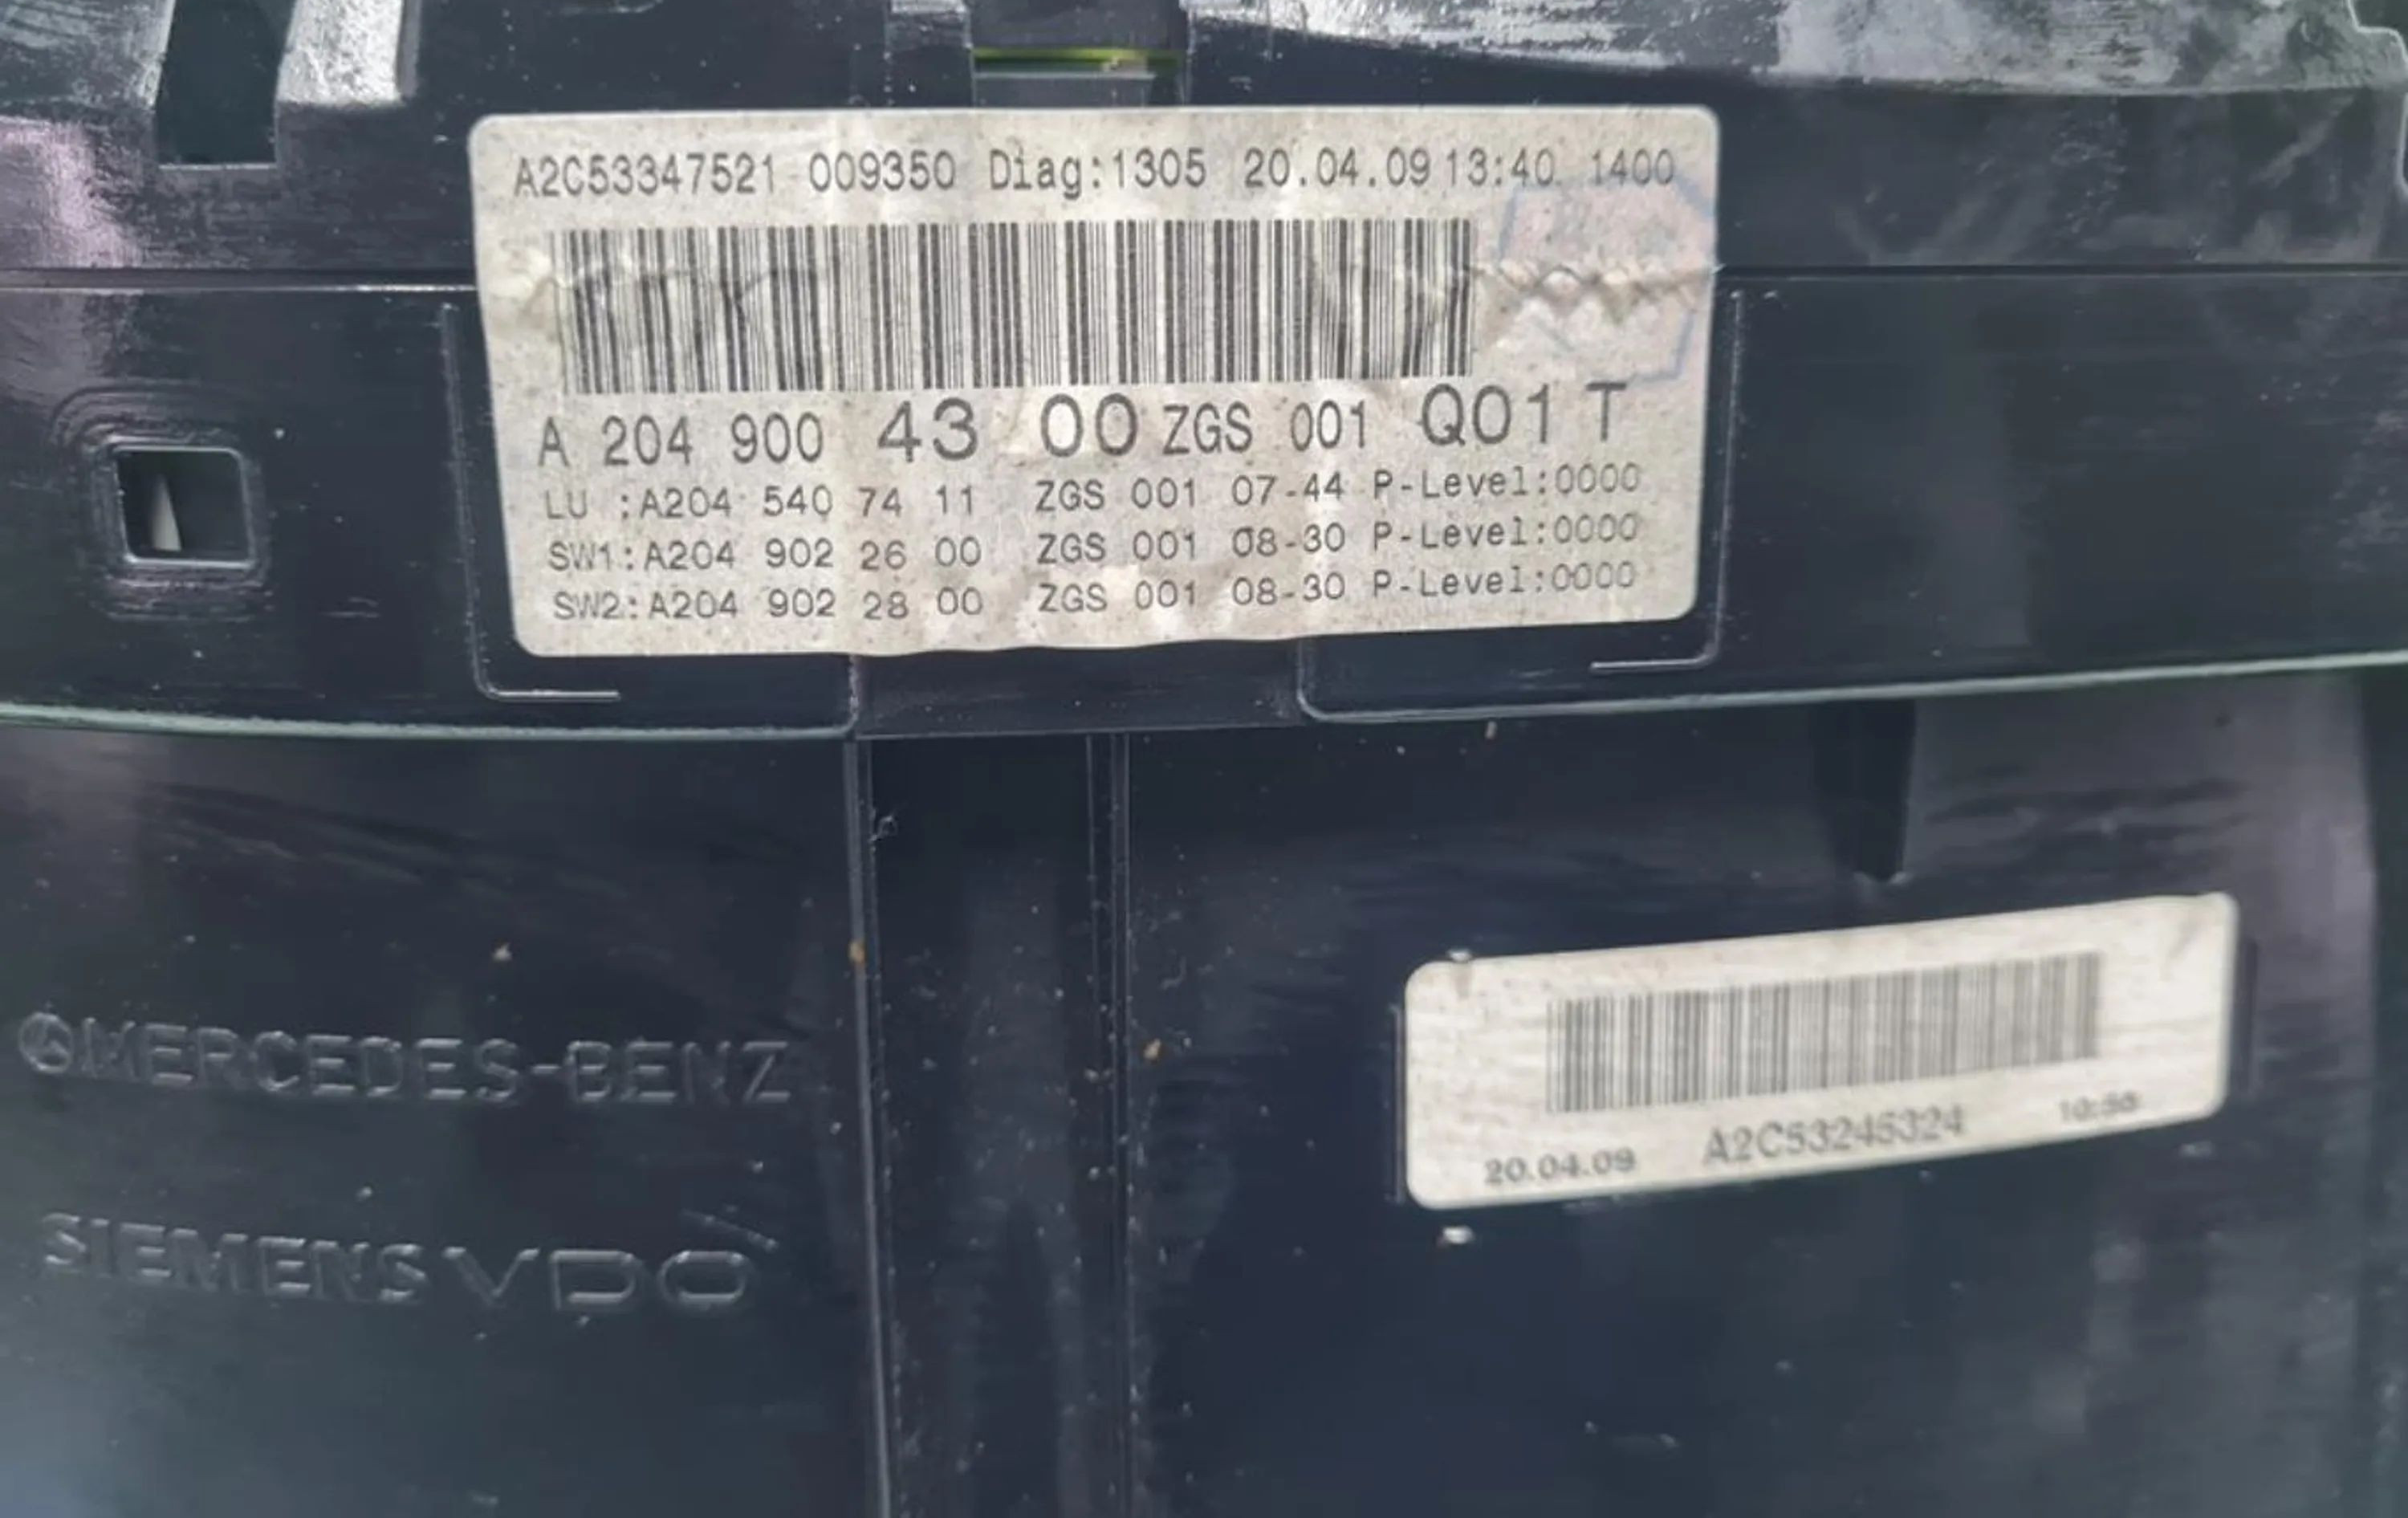 A2C53347521 009350 Diag:1305 20.04.09 13:40 1400
A 204 900 43 00 ZGS 001 Q01 T
LU :A204 540 74 11 ZGS 001 07-44 P-Level:0000
SW1:A204 902 26 00 ZGS 001 08-30 P-Level:0000
SW2:A204 902 28 00 ZGS 001 08-30 P-Level:0000
MERCEDES-BENZ
SIEMENS VDO
20.04.09 A2C53245324